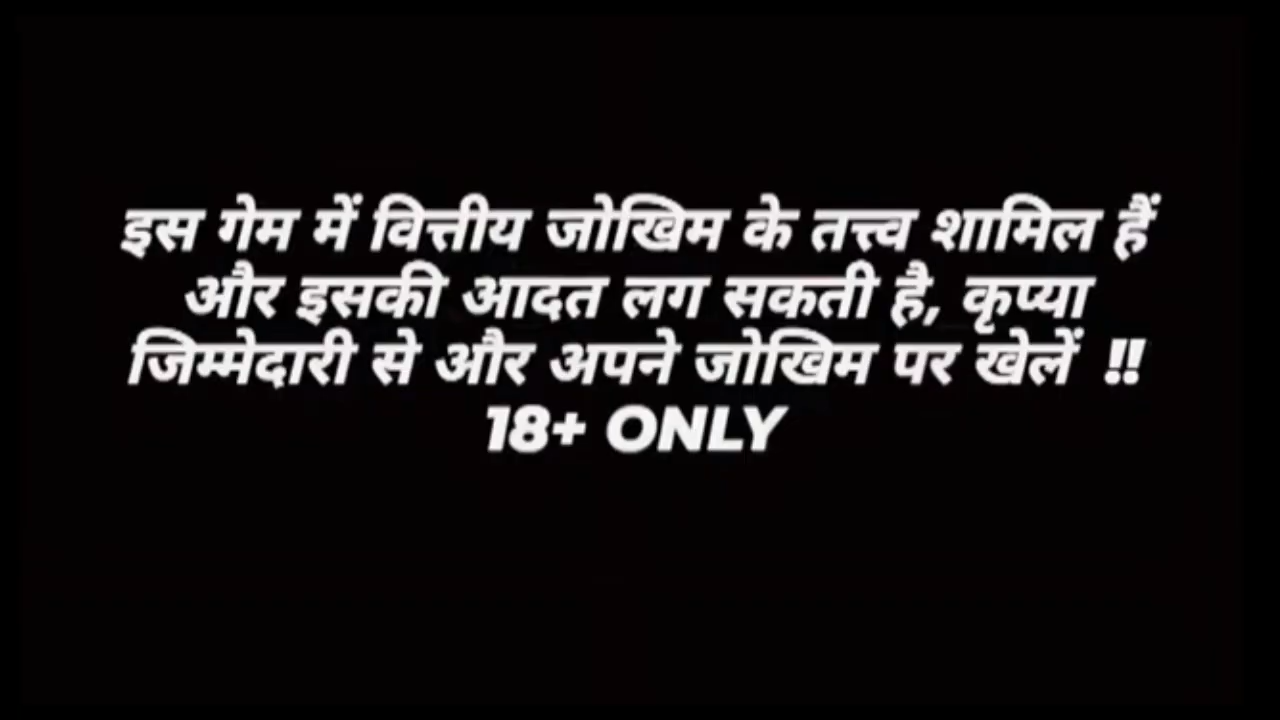 इस गेम में वित्तीय जोखिम के तत्त्व शामिल हैं
और इसकी आदत लग सकती है, कृप्या
जिम्मेदारी से और अपने जोखिम पर खेलें !!
18+ ONLY